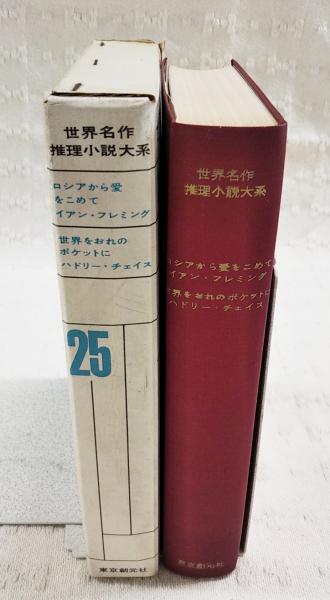 世界名作
推理小説大系
ロシアから愛
をこめて
イアン・フレミング
世界をおれの
ポケットに
ハドリー・チェイス
25
東京創元社
世界名作
推理小説大系
ロシアから愛をこめて
イアン・フレミング
世界をおれのポケットに
ハドリー・チェイス
東京創元社